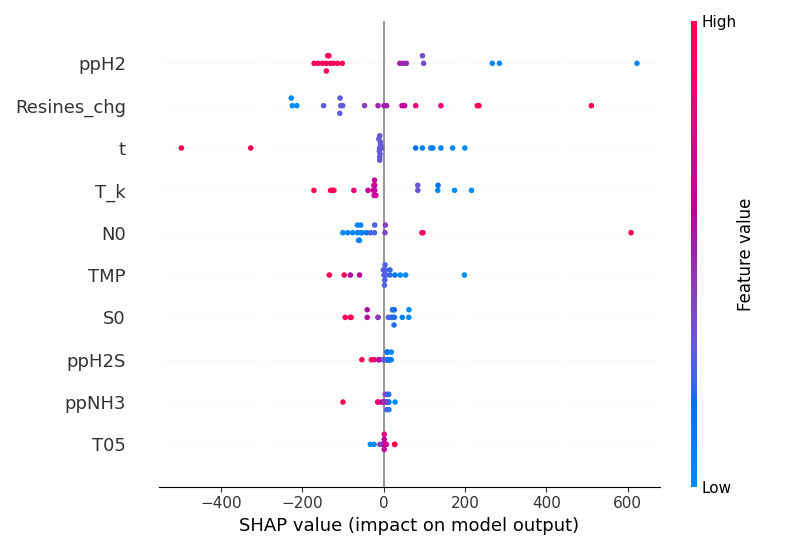 High
ppH2
Resines_chg
t
T_k
N0
TMP
S0
ppH2S
ppNH3
T05
Feature value
Low
−400
−200
0
200
400
600
SHAP value (impact on model output)